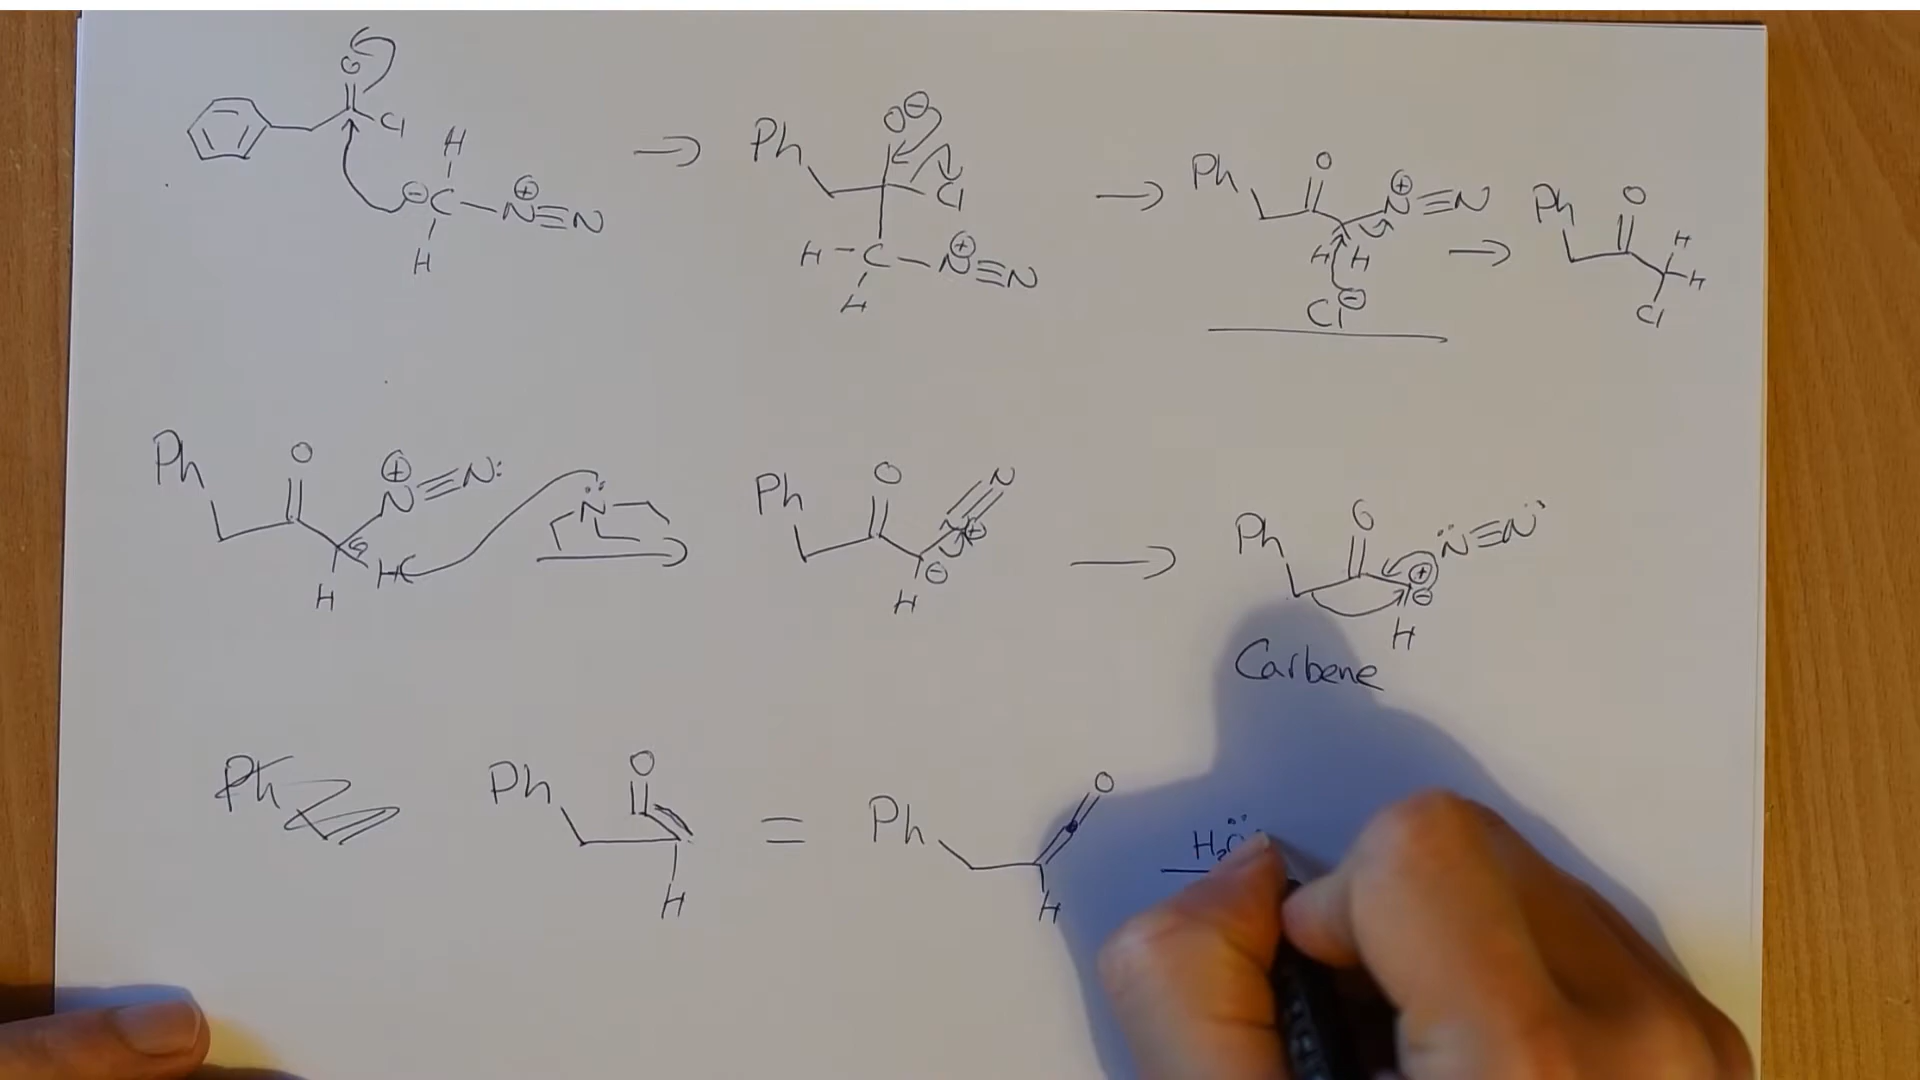 O
Cl
H
⊖C-N⊕≡N
H
Ph
O⊖
Cl
H-C-N⊕≡N
H
Ph
O
N⊕≡N
H H
Cl⊖
Ph
O
H
H
Cl
Ph
O
N⊕≡N:
H
H
N
Ph
O
N
N⊕
⊖
H
Ph
O
N≡N
⊕
⊖
H
Carbene
Ph
Ph
O
H
=
Ph
O
H